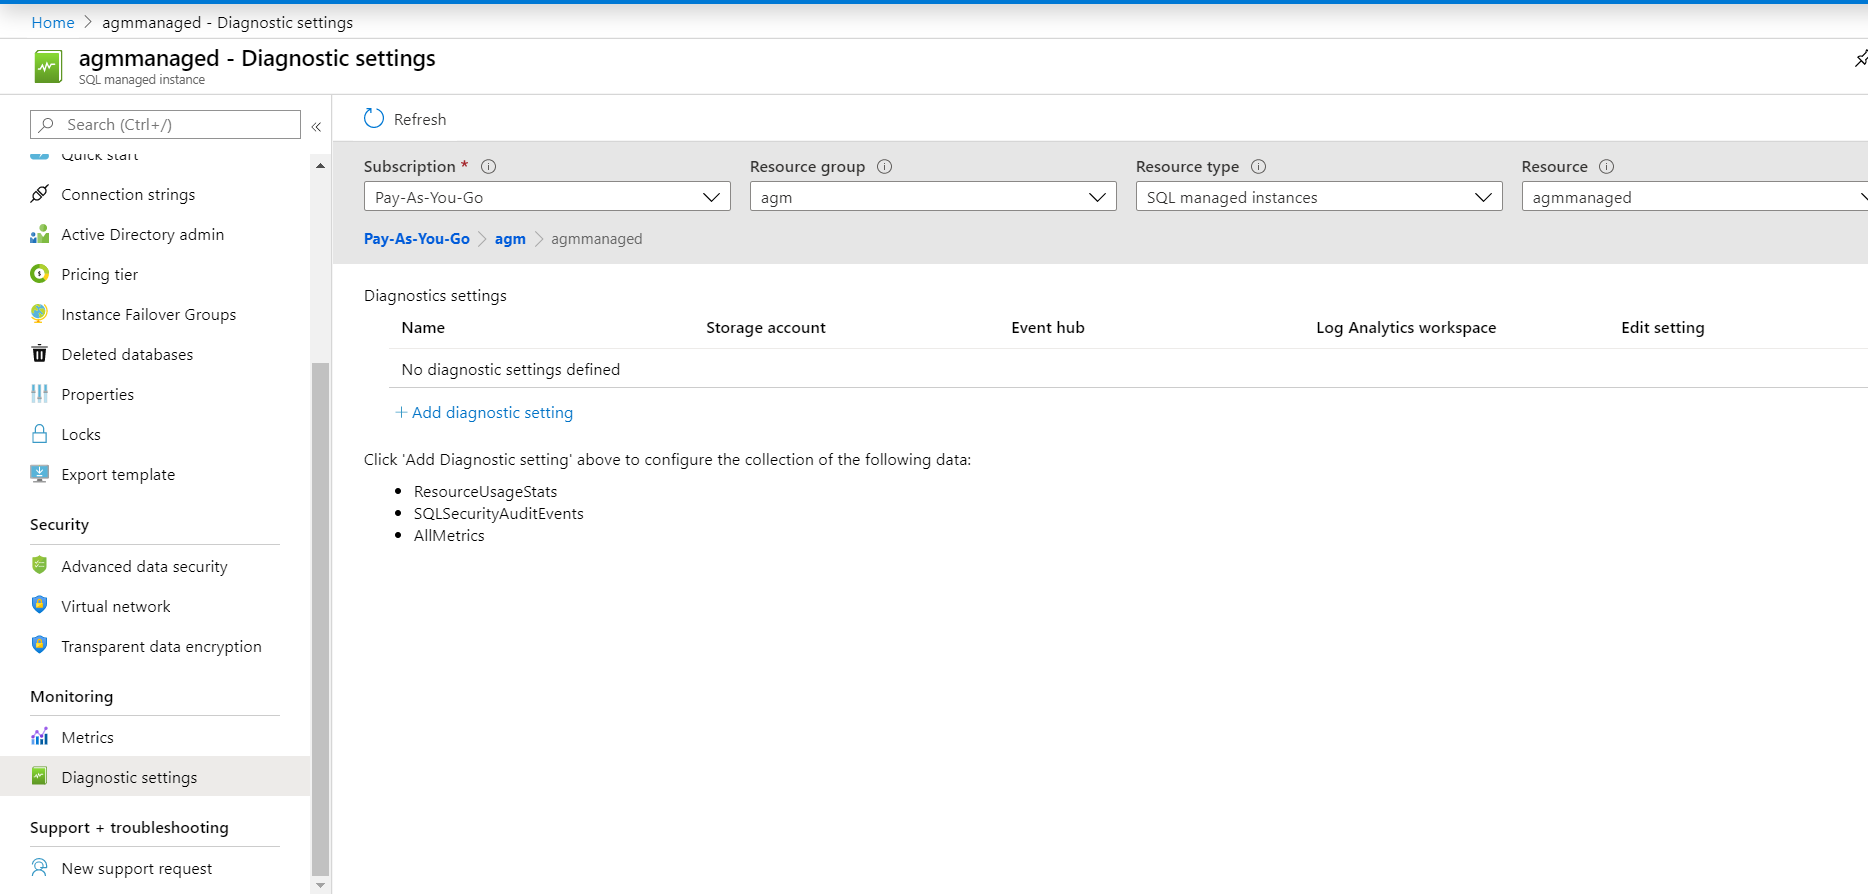 Home > agmmanaged - Diagnostic settings
agmmanaged - Diagnostic settings
SQL managed instance
Search (Ctrl+/)
«
Quick start
Connection strings
Active Directory admin
Pricing tier
Instance Failover Groups
Deleted databases
Properties
Locks
Export template
Security
Advanced data security
Virtual network
Transparent data encryption
Monitoring
Metrics
Diagnostic settings
Support + troubleshooting
New support request
Refresh
Subscription * Resource group Resource type Resource
Pay-As-You-Go agm SQL managed instances agmmanaged
Pay-As-You-Go > agm > agmmanaged
Diagnostics settings
Name Storage account Event hub Log Analytics workspace Edit setting
No diagnostic settings defined
+ Add diagnostic setting
Click 'Add Diagnostic setting' above to configure the collection of the following data:
• ResourceUsageStats
• SQLSecurityAuditEvents
• AllMetrics